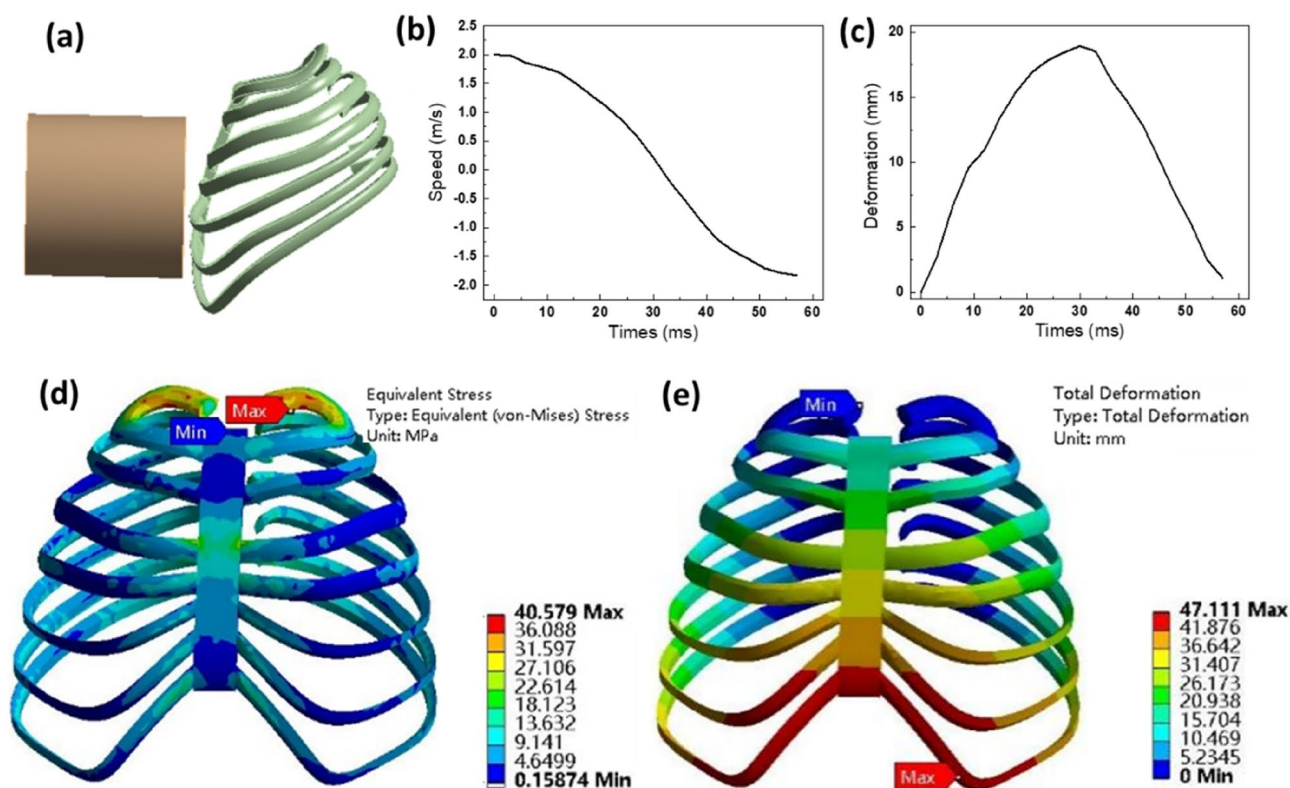 (a)
(b)
2.5
2.0
1.5
1.0
0.5
0.0
-0.5
-1.0
-1.5
-2.0
Speed (m/s)
0 10 20 30 40 50 60
Times (ms)
(c)
20
15
10
5
0
Deformation (mm)
0 10 20 30 40 50 60
Times (ms)
(d)
Equivalent Stress
Type: Equivalent (von-Mises) Stress
Unit: MPa
Max
Min
40.579 Max
36.088
31.597
27.106
22.614
18.123
13.632
9.141
4.6499
0.15874 Min
(e)
Total Deformation
Type: Total Deformation
Unit: mm
Min
Max
47.111 Max
41.876
36.642
31.407
26.173
20.938
15.704
10.469
5.2345
0 Min